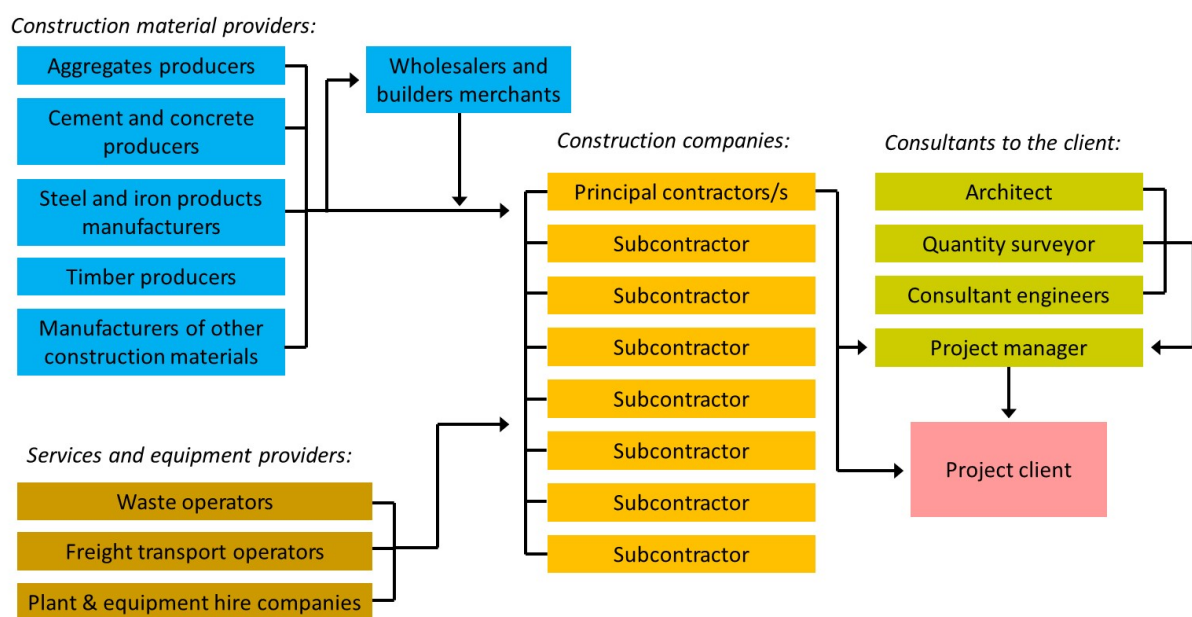 Construction material providers:
Aggregates producers
Cement and concrete
producers
Steel and iron products
manufacturers
Timber producers
Manufacturers of other
construction materials
Wholesalers and
builders merchants
Services and equipment providers:
Waste operators
Freight transport operators
Plant & equipment hire companies
Construction companies:
Principal contractors/s
Subcontractor
Subcontractor
Subcontractor
Subcontractor
Subcontractor
Subcontractor
Subcontractor
Consultants to the client:
Architect
Quantity surveyor
Consultant engineers
Project manager
Project client